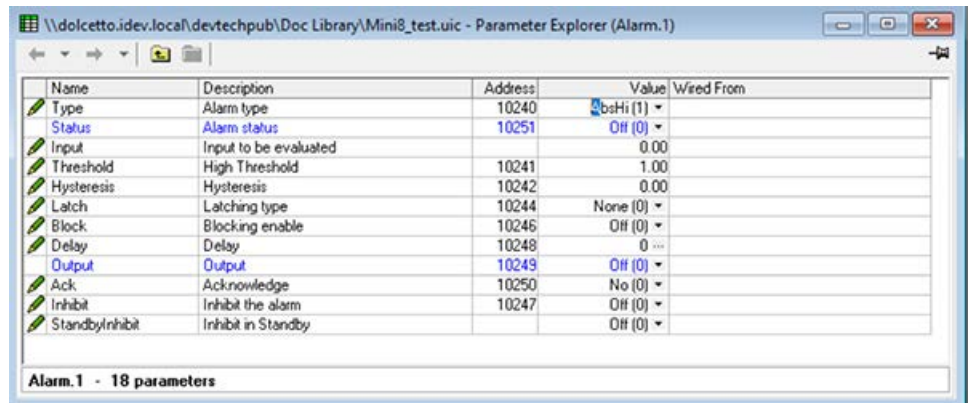 \\dolcetto.idev.local\devtechpub\Doc Library\Mini8_test.uic - Parameter Explorer (Alarm.1)
Name Description Address Value Wired From
Type Alarm type 10240 AbsHi (1)
Status Alarm status 10251 Off (0)
Input Input to be evaluated 0.00
Threshold High Threshold 10241 1.00
Hysteresis Hysteresis 10242 0.00
Latch Latching type 10244 None (0)
Block Blocking enable 10246 Off (0)
Delay Delay 10248 0 ...
Output Output 10249 Off (0)
Ack Acknowledge 10250 No (0)
Inhibit Inhibit the alarm 10247 Off (0)
StandbyInhibit Inhibit in Standby Off (0)
Alarm.1 - 18 parameters